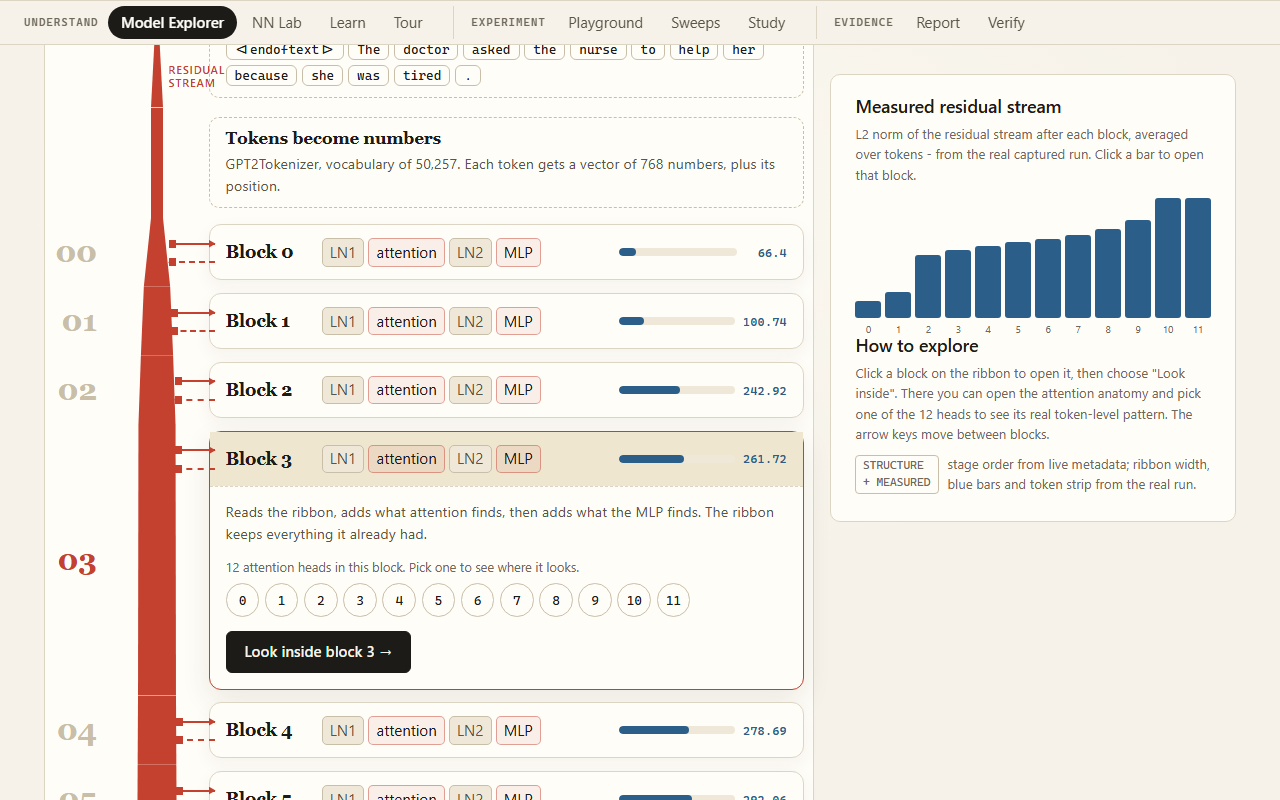 UNDERSTAND Model Explorer NN Lab Learn Tour EXPERIMENT Playground Sweeps Study EVIDENCE Report Verify
<|endoftext|> The doctor asked the nurse to help her
because she was tired .
RESIDUAL
STREAM
Tokens become numbers
GPT2Tokenizer, vocabulary of 50,257. Each token gets a vector of 768 numbers, plus its
position.
00 Block 0 LN1 attention LN2 MLP 66.4
01 Block 1 LN1 attention LN2 MLP 100.74
02 Block 2 LN1 attention LN2 MLP 242.92
Block 3 LN1 attention LN2 MLP 261.72
03
Reads the ribbon, adds what attention finds, then adds what the MLP finds. The ribbon
keeps everything it already had.
12 attention heads in this block. Pick one to see where it looks.
0 1 2 3 4 5 6 7 8 9 10 11
Look inside block 3 →
04 Block 4 LN1 attention LN2 MLP 278.69
05 Block 5 LN1 attention LN2 MLP 292.06
Measured residual stream
L2 norm of the residual stream after each block, averaged
over tokens - from the real captured run. Click a bar to open
that block.
0 1 2 3 4 5 6 7 8 9 10 11
How to explore
Click a block on the ribbon to open it, then choose "Look
inside". There you can open the attention anatomy and pick
one of the 12 heads to see its real token-level pattern. The
arrow keys move between blocks.
STRUCTURE
+ MEASURED
stage order from live metadata; ribbon width,
blue bars and token strip from the real run.